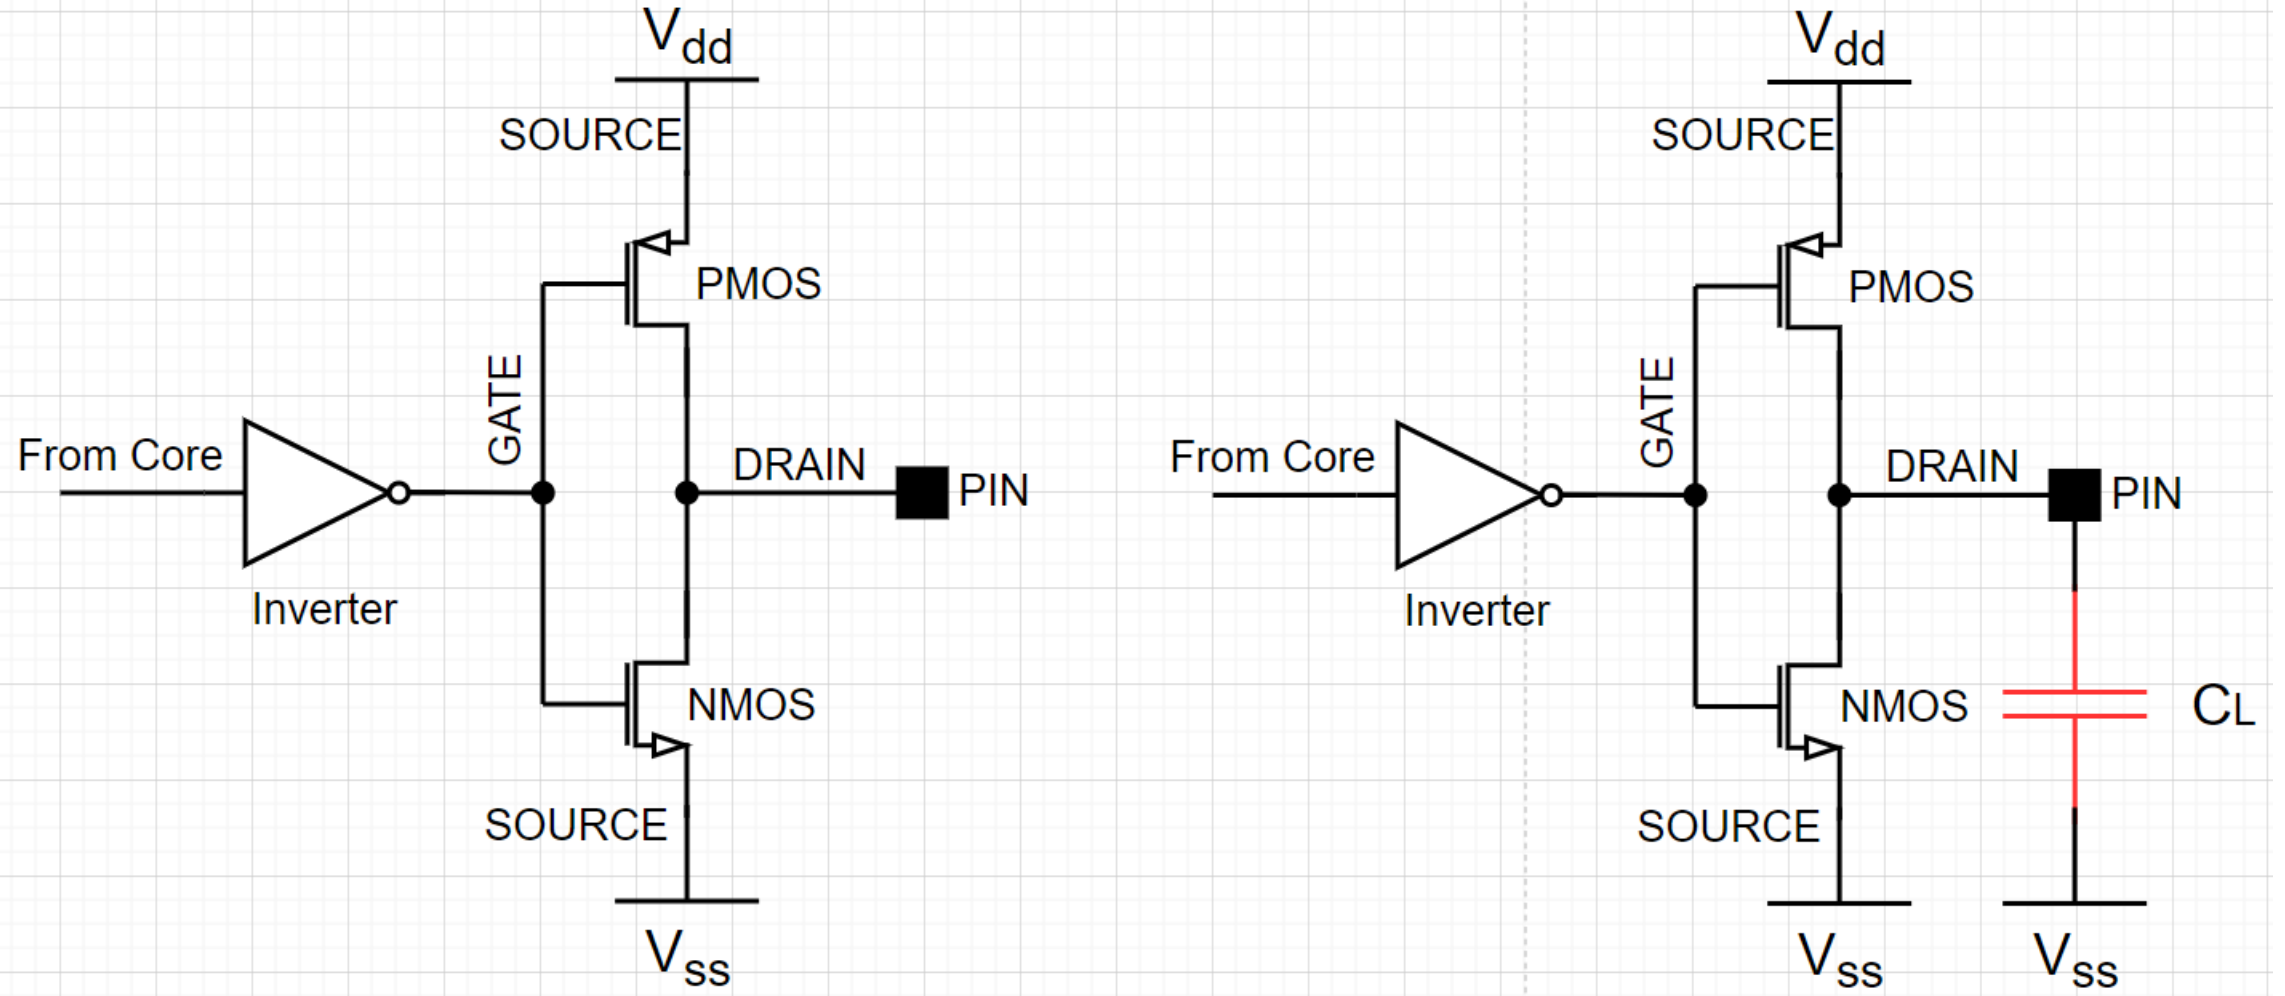 Vdd
SOURCE
PMOS
GATE
From Core
DRAIN
PIN
Inverter
NMOS
SOURCE
Vss
Vdd
SOURCE
PMOS
GATE
From Core
DRAIN
PIN
Inverter
NMOS
CL
SOURCE
Vss
Vss